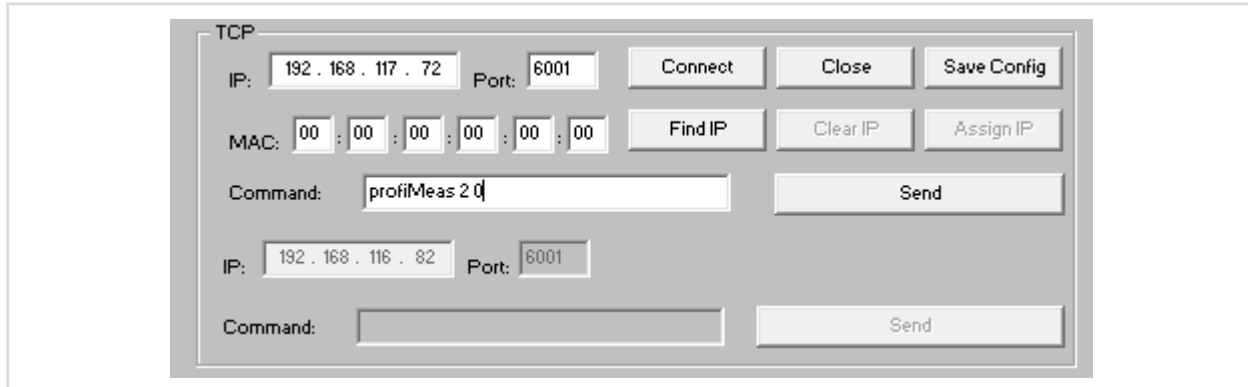 TCP
IP: 192 . 168 . 117 . 72 Port: 6001 Connect Close Save Config
MAC: 00 : 00 : 00 : 00 : 00 : 00 Find IP Clear IP Assign IP
Command: profiMeas 2 0 Send
IP: 192 . 168 . 116 . 82 Port: 6001
Command: Send